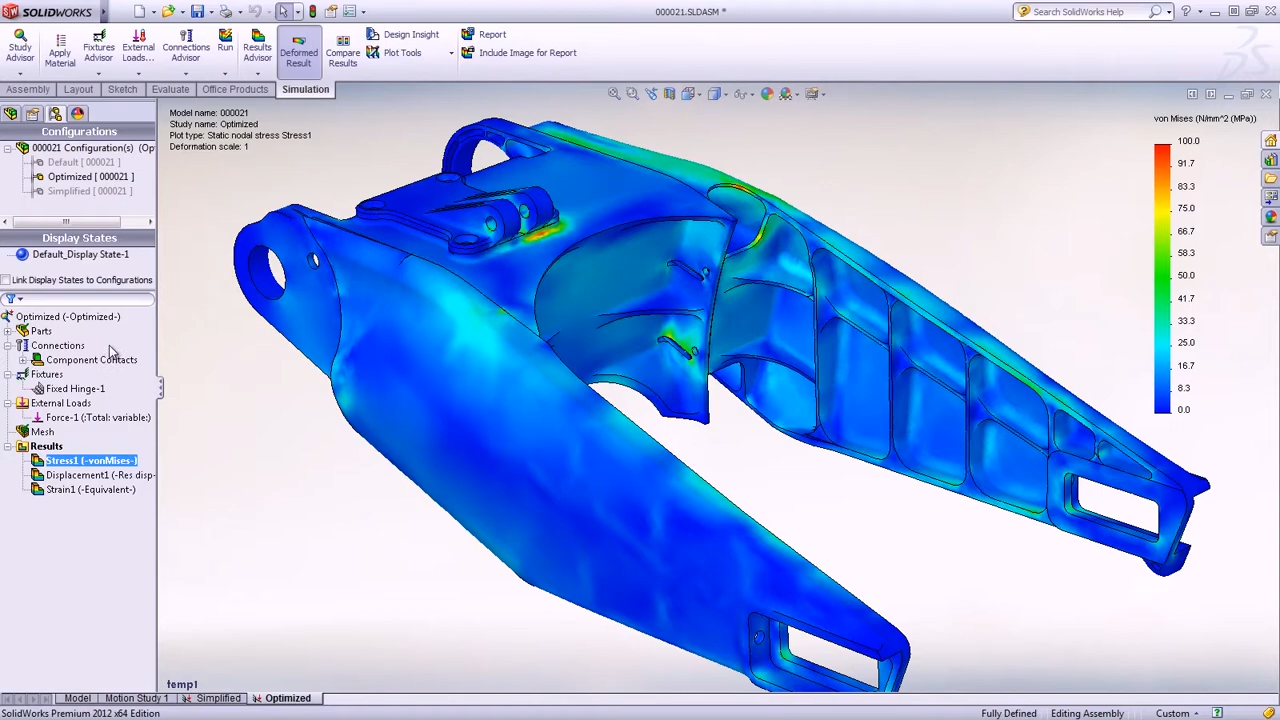 SOLIDWORKS
000021.SLDASM *
Search SolidWorks Help
Study Advisor
Apply Material
Fixtures Advisor
External Loads...
Connections Advisor
Run
Results Advisor
Deformed Result
Compare Results
Design Insight
Plot Tools
Report
Include Image for Report
Assembly
Layout
Sketch
Evaluate
Office Products
Simulation
Configurations
000021 Configuration(s) (Op
Default [ 000021 ]
Optimized [ 000021 ]
Simplified [ 000021 ]
Display States
Default_Display State-1
Link Display States to Configurations
Optimized (-Optimized-)
Parts
Connections
Component Contacts
Fixtures
Fixed Hinge-1
External Loads
Force-1 (:Total: variable:)
Mesh
Results
Stress1 (-vonMises-)
Displacement1 (-Res disp-
Strain1 (-Equivalent-)
Model name: 000021
Study name: Optimized
Plot type: Static nodal stress Stress1
Deformation scale: 1
von Mises (N/mm^2 (MPa))
100.0
91.7
83.3
75.0
66.7
58.3
50.0
41.7
33.3
25.0
16.7
8.3
0.0
temp1
Model
Motion Study 1
Simplified
Optimized
SolidWorks Premium 2012 x64 Edition
Fully Defined
Editing Assembly
Custom